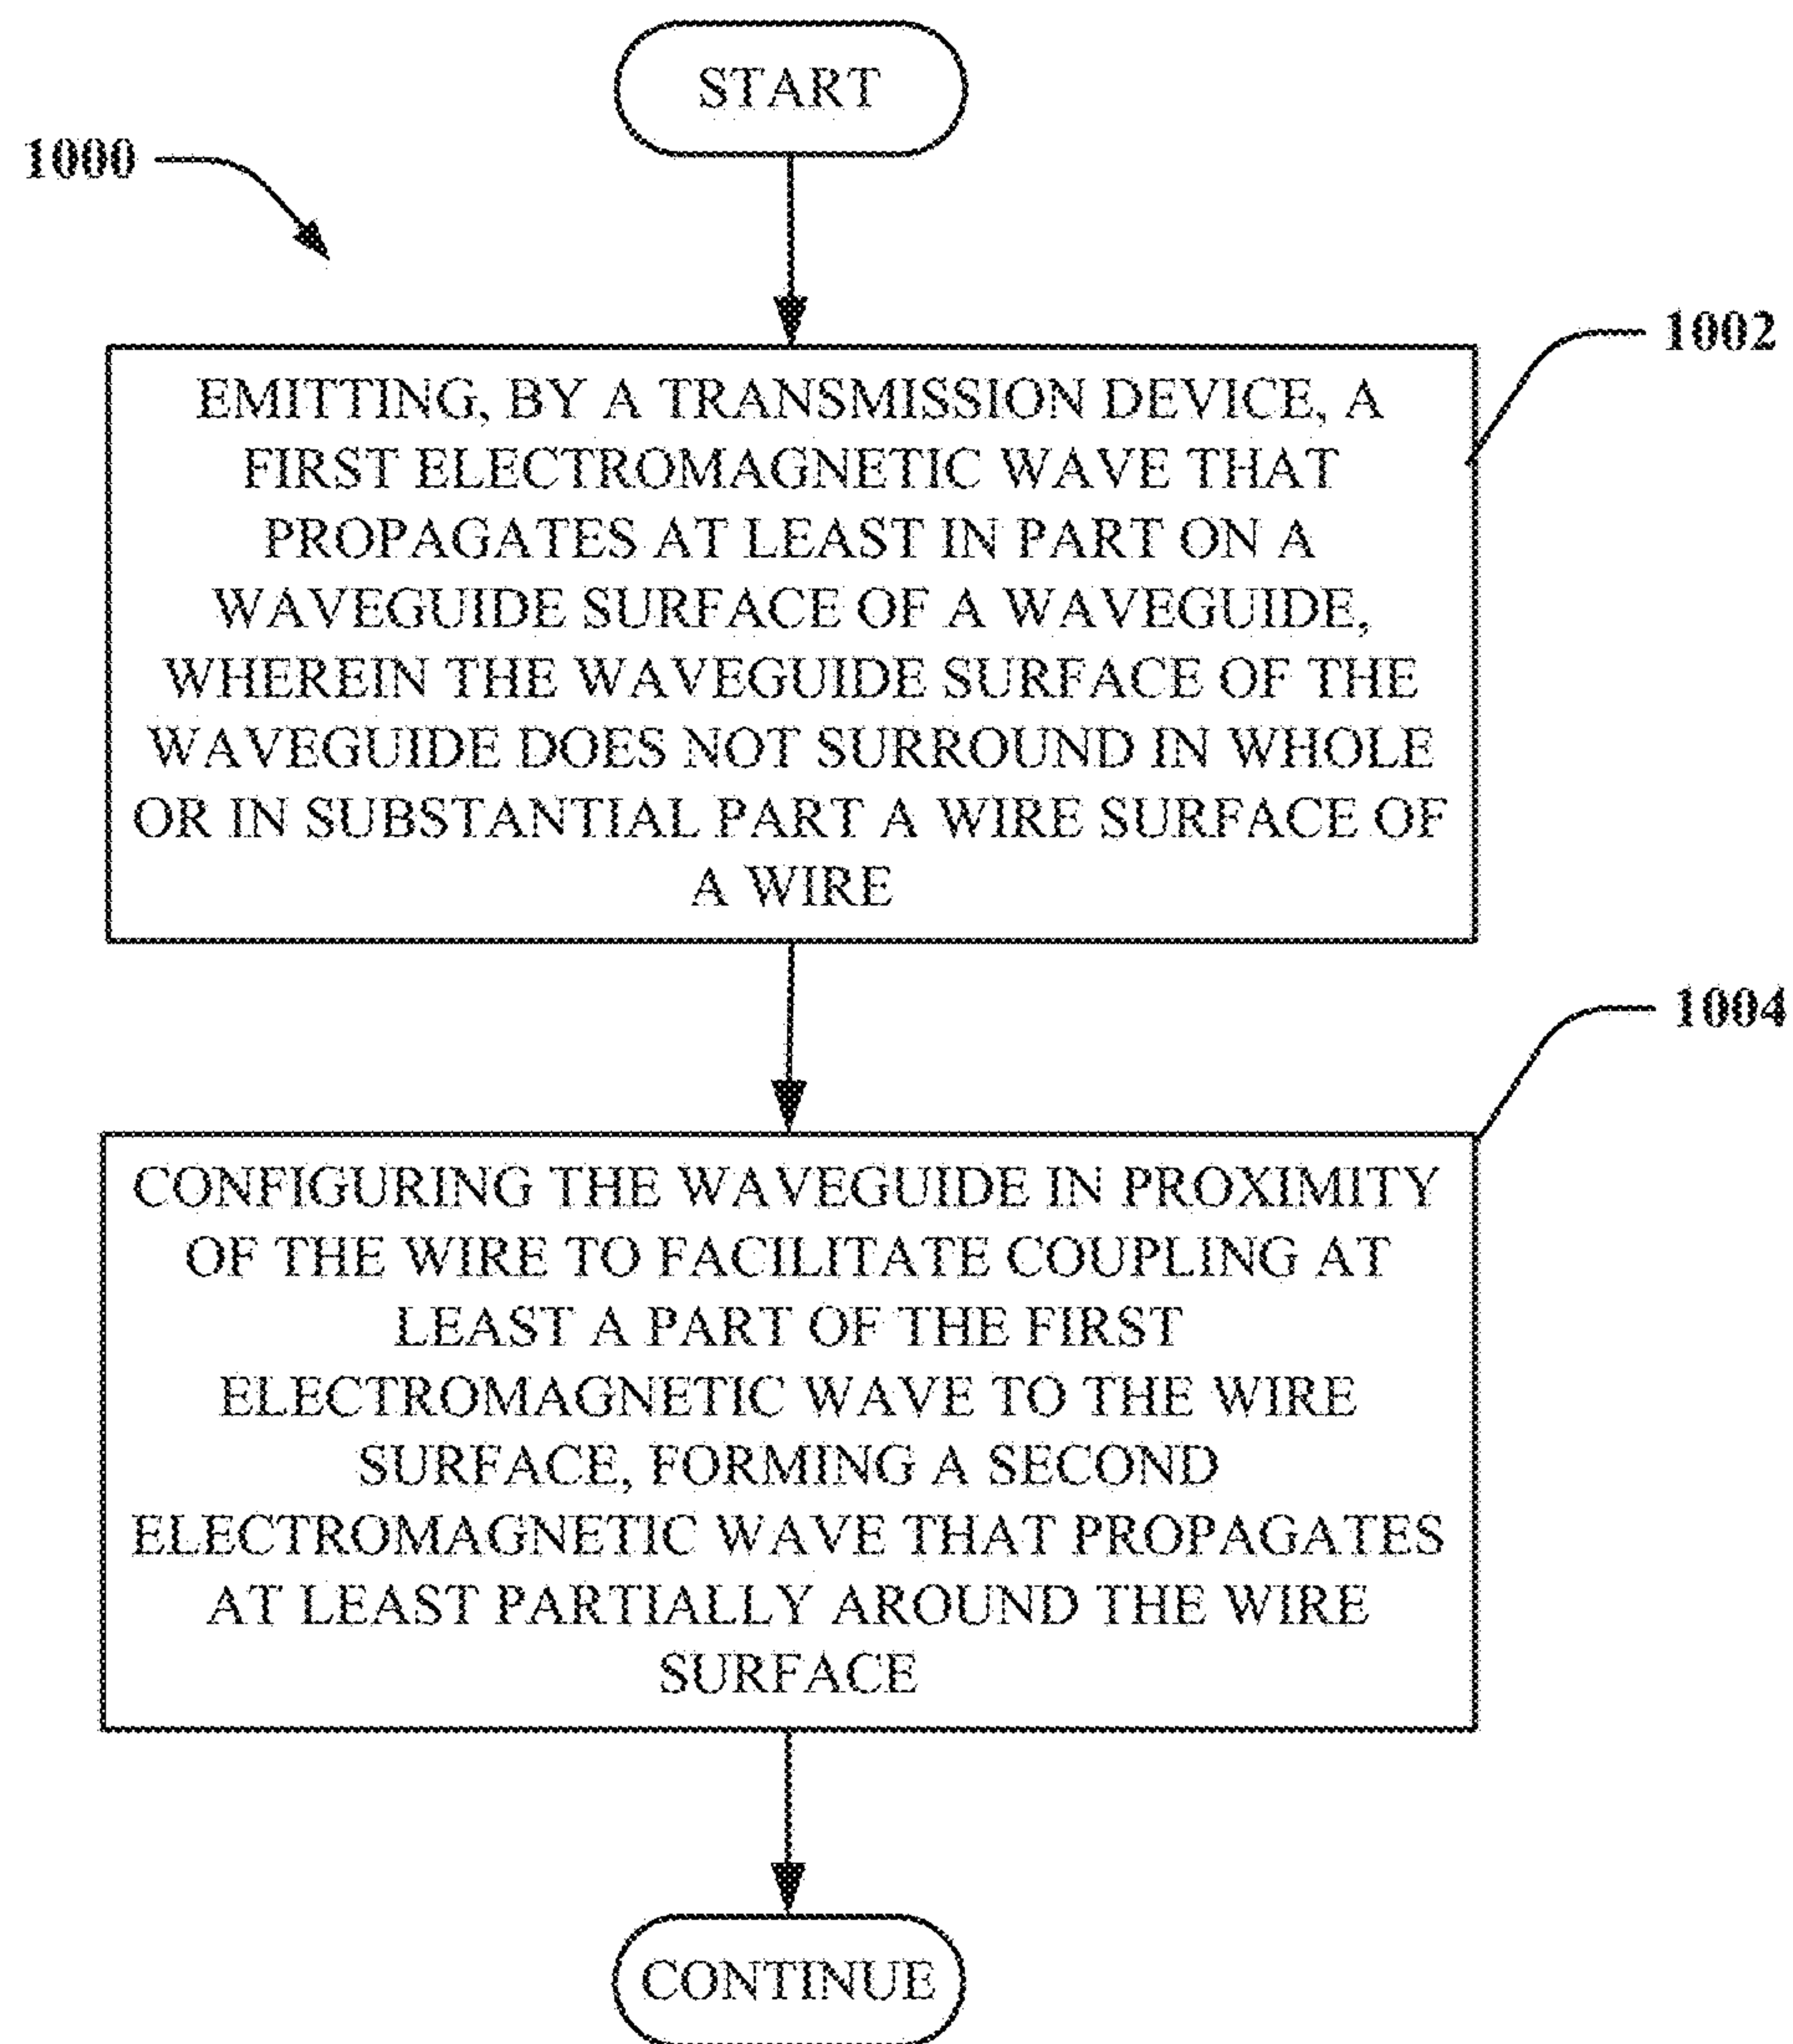 START
1000
1002
EMITTING, BY A TRANSMISSION DEVICE, A
FIRST ELECTROMAGNETIC WAVE THAT
PROPAGATES AT LEAST IN PART ON A
WAVEGUIDE SURFACE OF A WAVEGUIDE,
WHEREIN THE WAVEGUIDE SURFACE OF THE
WAVEGUIDE DOES NOT SURROUND IN WHOLE
OR IN SUBSTANTIAL PART A WIRE SURFACE OF
A WIRE
1004
CONFIGURING THE WAVEGUIDE IN PROXIMITY
OF THE WIRE TO FACILITATE COUPLING AT
LEAST A PART OF THE FIRST
ELECTROMAGNETIC WAVE TO THE WIRE
SURFACE, FORMING A SECOND
ELECTROMAGNETIC WAVE THAT PROPAGATES
AT LEAST PARTIALLY AROUND THE WIRE
SURFACE
CONTINUE